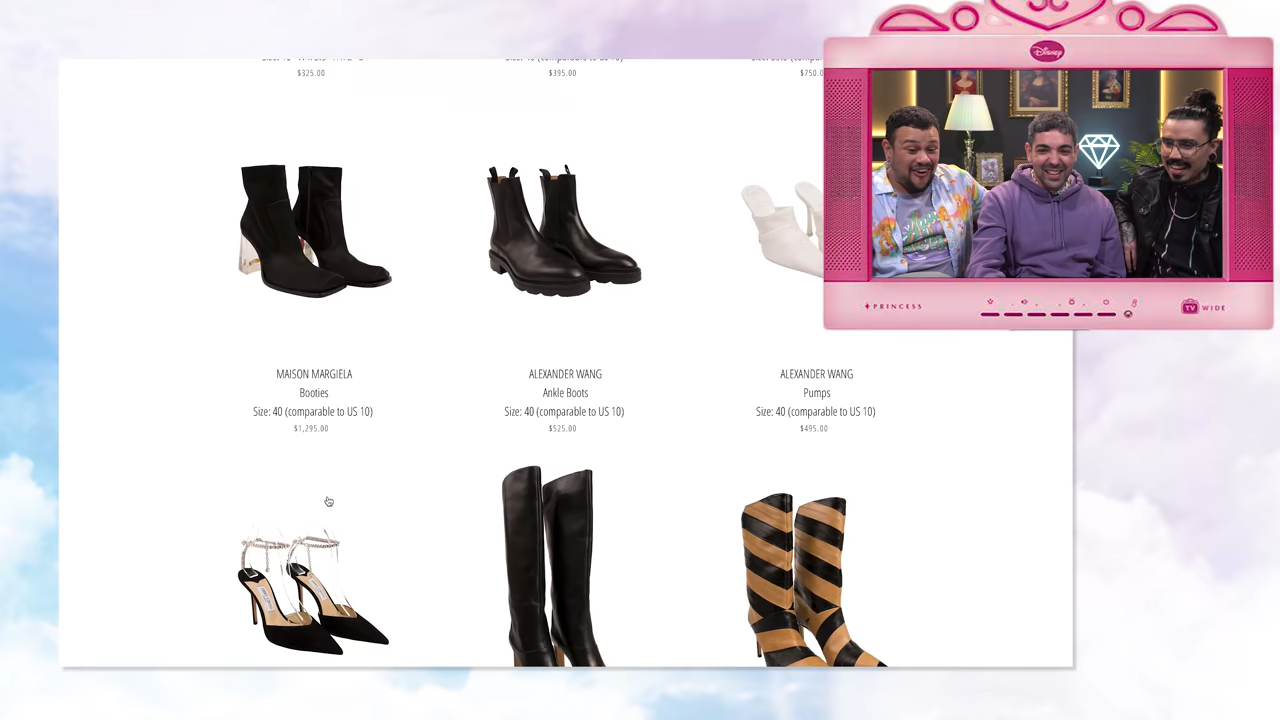 $325.00
$395.00
MAISON MARGIELA
Booties
Size: 40 (comparable to US 10)
$1,295.00
ALEXANDER WANG
Ankle Boots
Size: 40 (comparable to US 10)
$525.00
ALEXANDER WANG
Pumps
Size: 40 (comparable to US 10)
$495.00
Disney
PRINCESS
TV WIDE